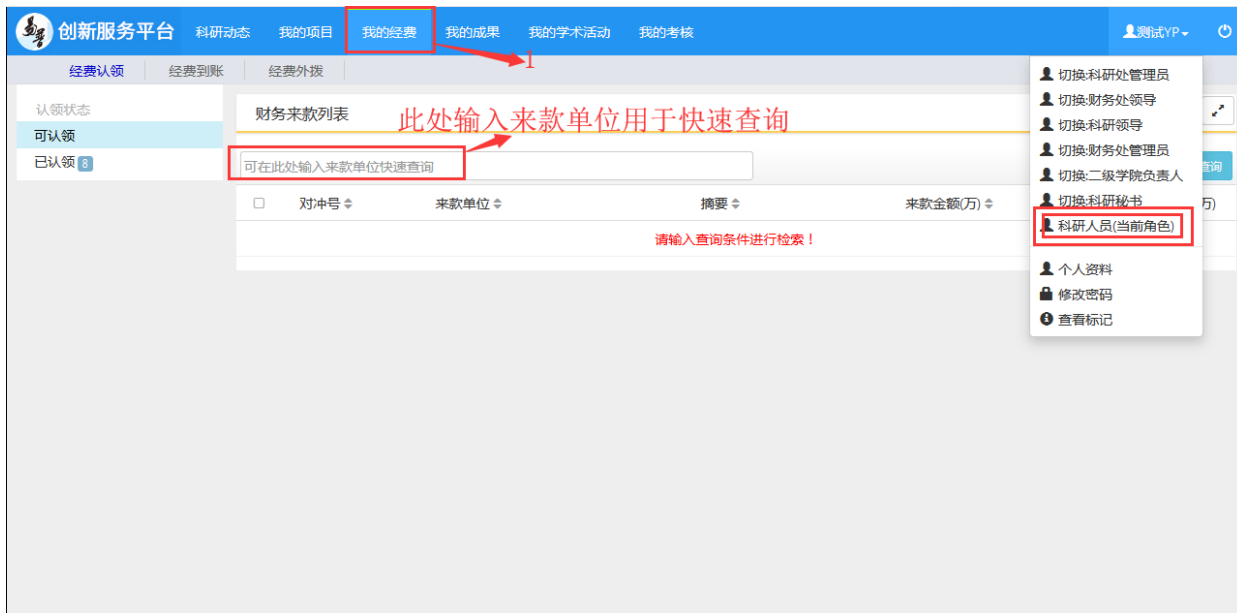 易普 创新服务平台 科研动态 我的项目 我的经费 我的成果 我的学术活动 我的考核 测试YP
1
经费认领 经费到账 经费外拨
认领状态
可认领
已认领 8
财务来款列表
此处输入来款单位用于快速查询
可在此处输入来款单位快速查询
查询
对冲号 来款单位 摘要 来款金额(万) 万)
请输入查询条件进行检索！
切换:科研处管理员
切换:财务处领导
切换:科研领导
切换:财务处管理员
切换:二级学院负责人
切换:科研秘书
科研人员(当前角色)
个人资料
修改密码
查看标记